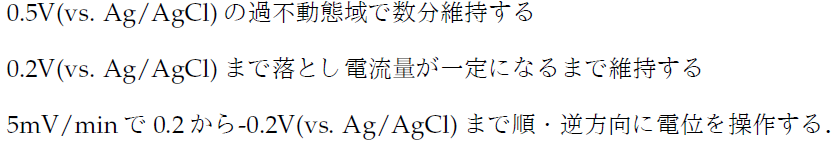 0.5V(vs. Ag/AgCl) の過不動態域で数分維持する
0.2V(vs. Ag/AgCl) まで落とし 電流量が一定になるまで維持する
5mV/min で 0.2 から-0.2V(vs. Ag/AgCl) まで順・逆方向に電位を操作する.